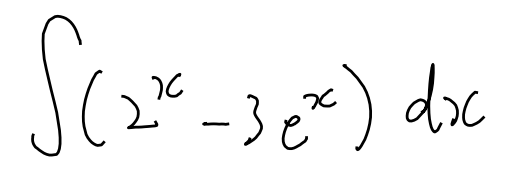 ∫(2^x - 3e^x) dx